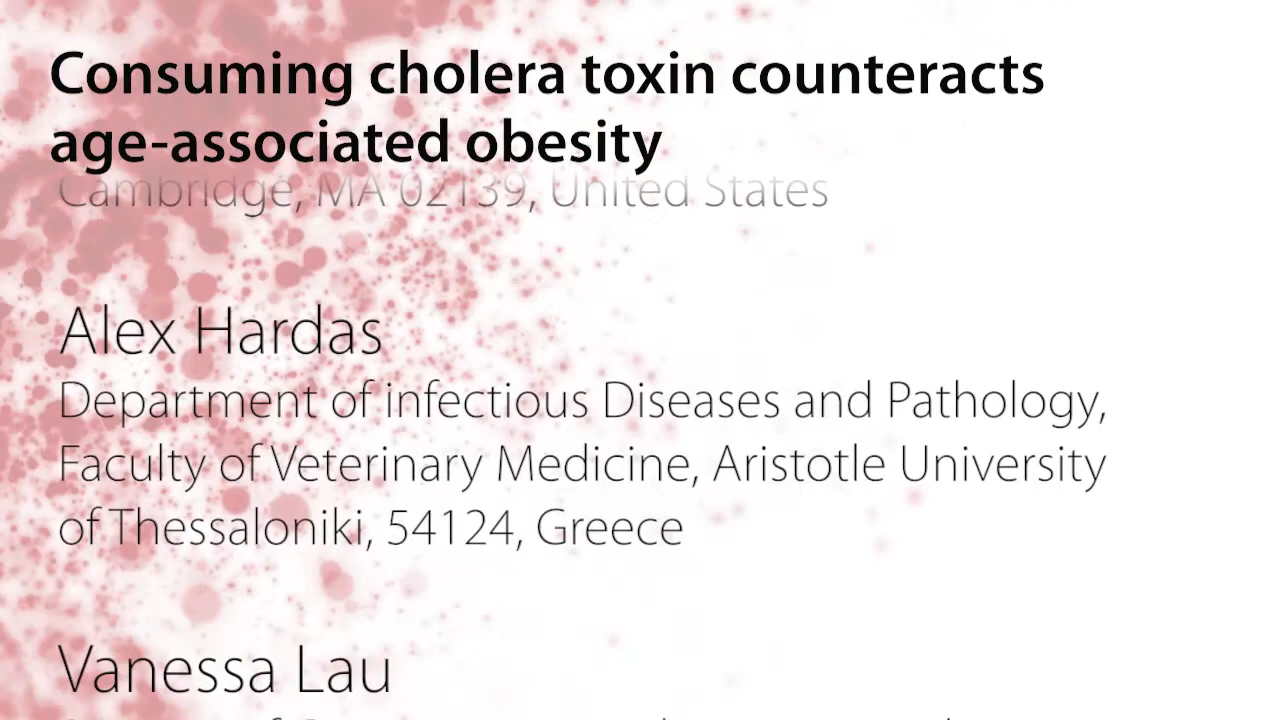 Consuming cholera toxin counteracts
age-associated obesity
Cambridge, MA 02139, United States
Alex Hardas
Department of infectious Diseases and Pathology,
Faculty of Veterinary Medicine, Aristotle University
of Thessaloniki, 54124, Greece
Vanessa Lau